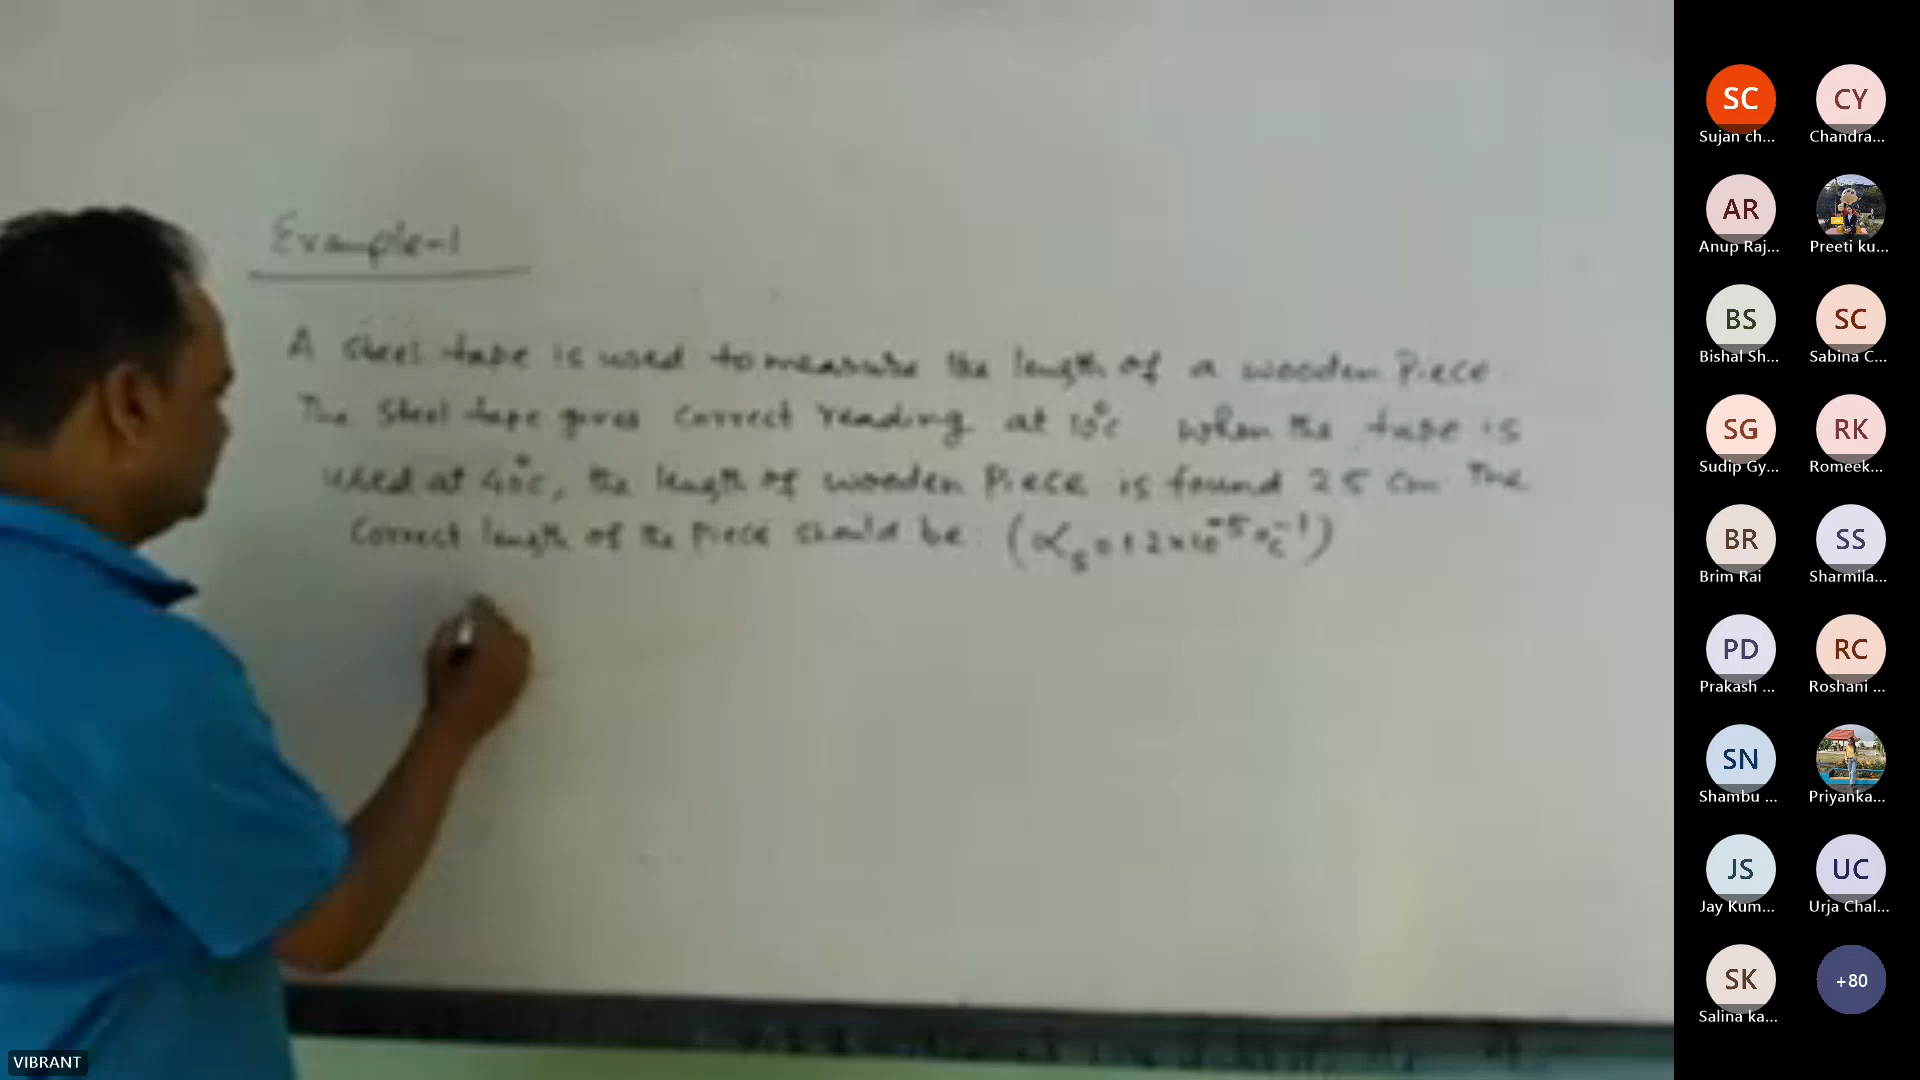 Example-1
A steel tape is used to measure the length of a wooden Piece.
The steel tape gives correct reading at 10°c when the tape is
used at 40°c, the length of wooden Piece is found 25 cm. The
correct length of the piece should be: (α_s = 1.2×10^-5 °c^-1)
SC
Sujan ch...
CY
Chandra...
AR
Anup Raj...
Preeti ku...
BS
Bishal Sh...
SC
Sabina C...
SG
Sudip Gy...
RK
Romeek...
BR
Brim Rai
SS
Sharmila...
PD
Prakash ...
RC
Roshani ...
SN
Shambu ...
Priyanka...
JS
Jay Kum...
UC
Urja Chal...
SK
Salina ka...
+80
VIBRANT